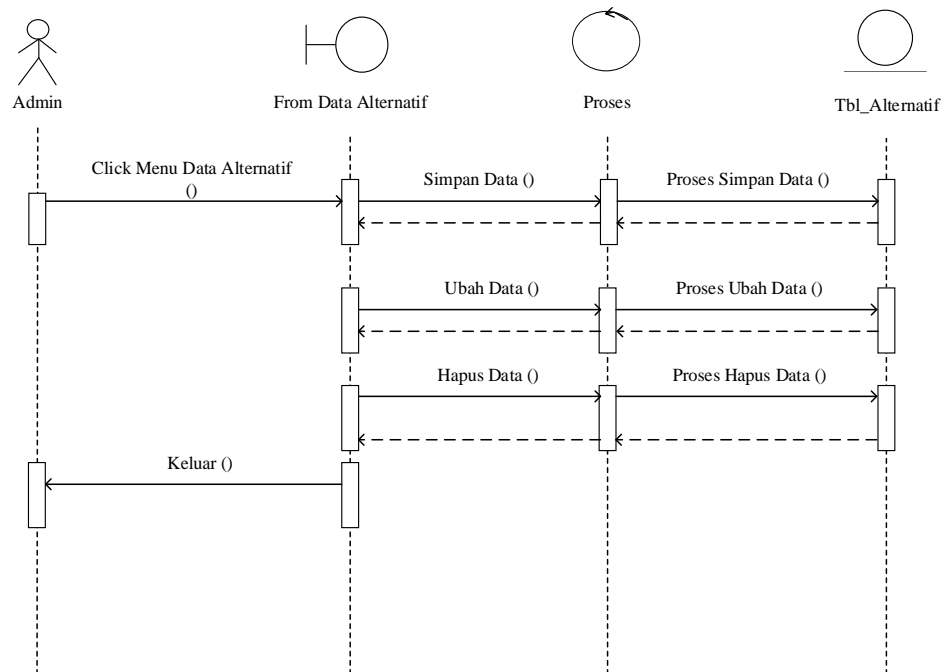 Admin
From Data Alternatif
Proses
Tbl_Alternatif
Click Menu Data Alternatif
()
Simpan Data ()
Proses Simpan Data ()
Ubah Data ()
Proses Ubah Data ()
Hapus Data ()
Proses Hapus Data ()
Keluar ()